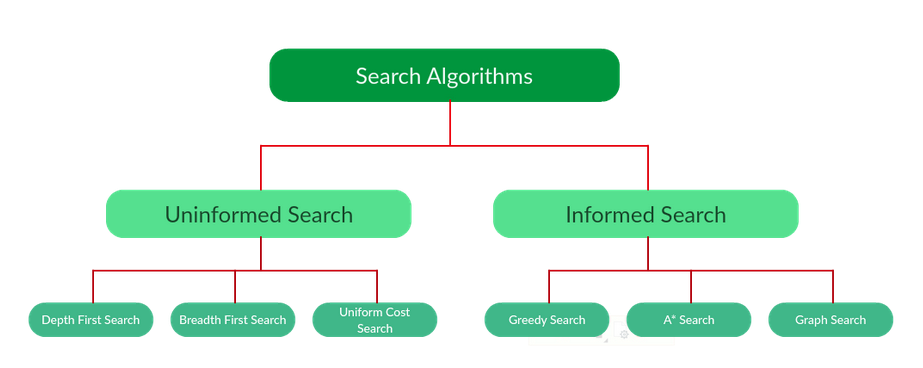 Search Algorithms
Uninformed Search
Informed Search
Depth First Search
Breadth First Search
Uniform Cost
Search
Greedy Search
A* Search
Graph Search